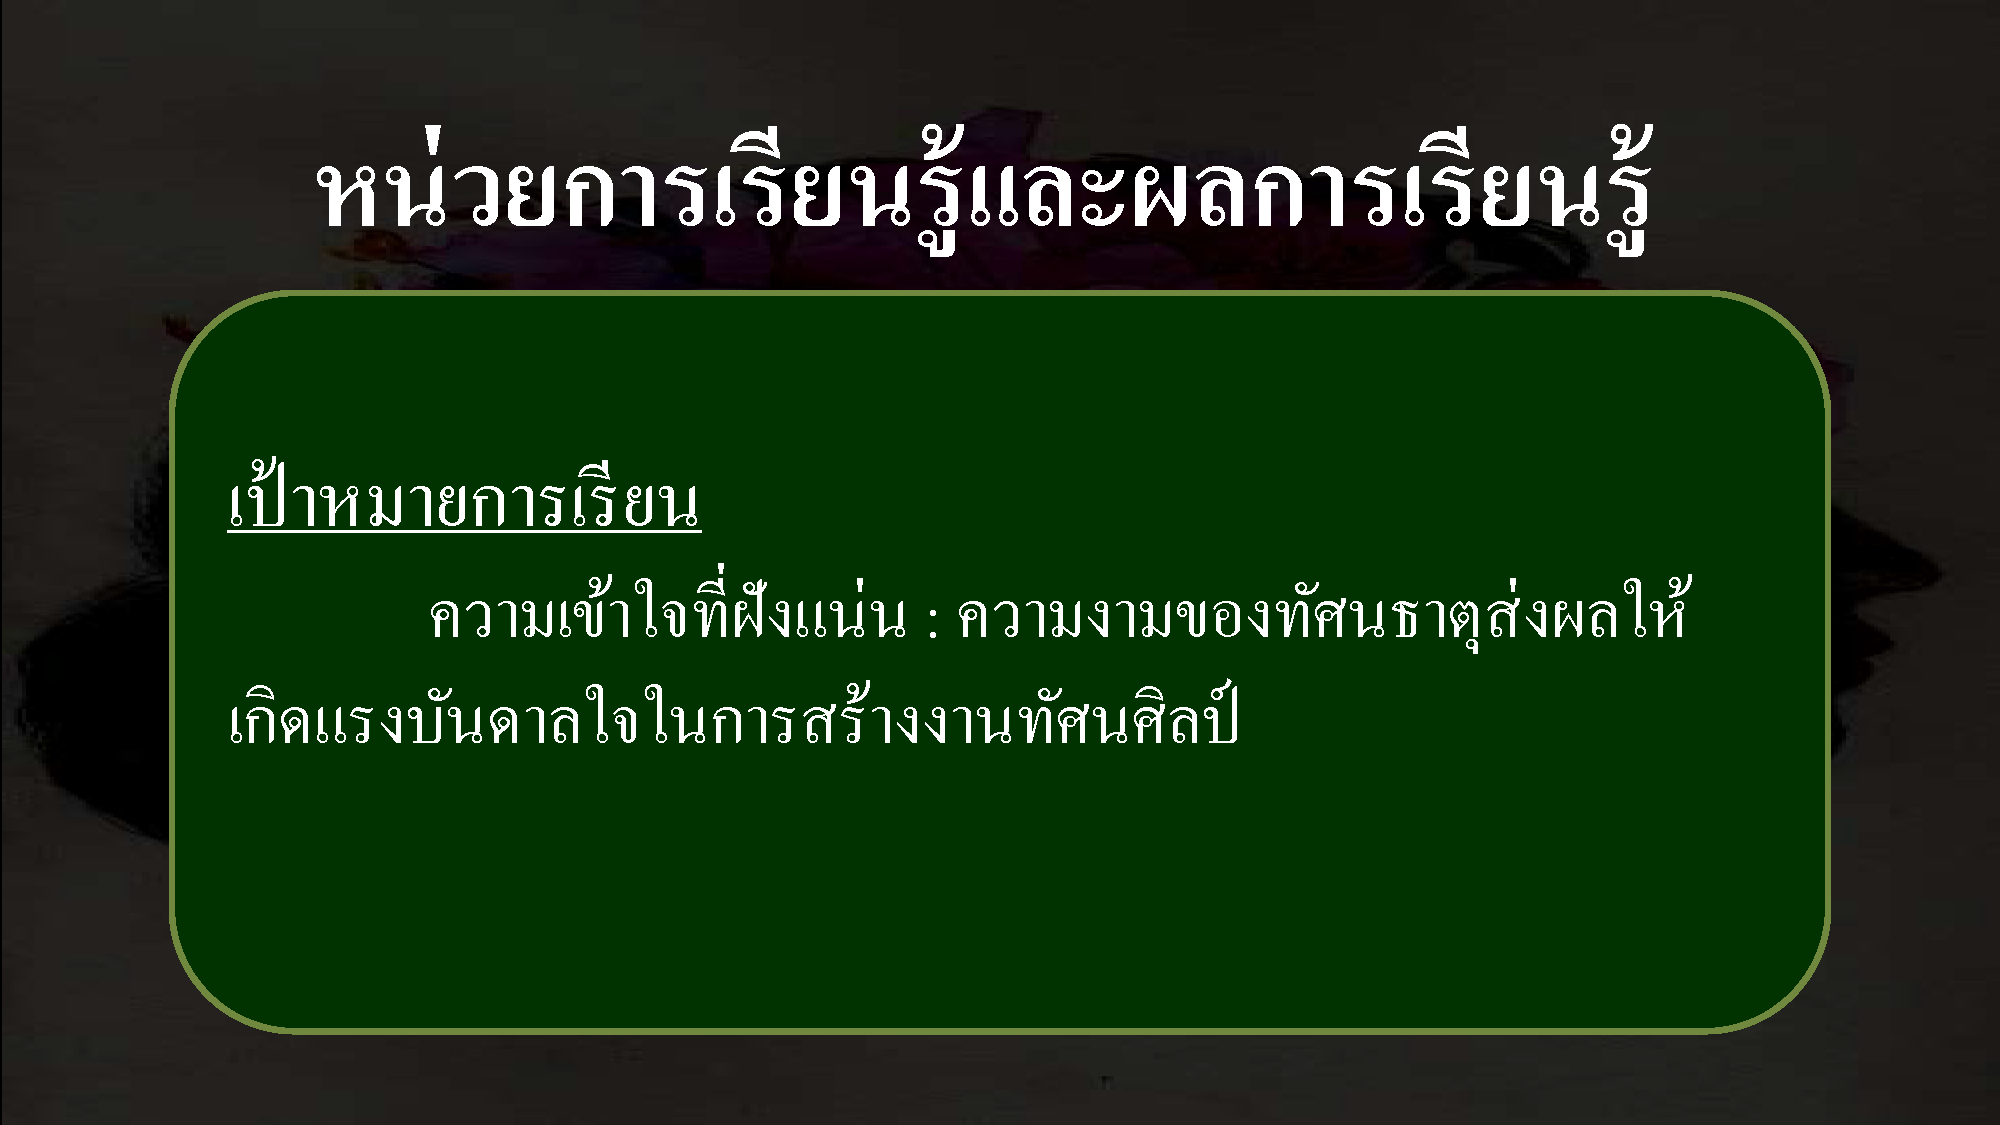 หน่วยการเรียนรู้และผลการเรียนรู้
เป้าหมายการเรียน
ความเข้าใจที่ฝังแน่น : ความงามของทัศนธาตุส่งผลให้
เกิดแรงบันดาลใจในการสร้างงานทัศนศิลป์